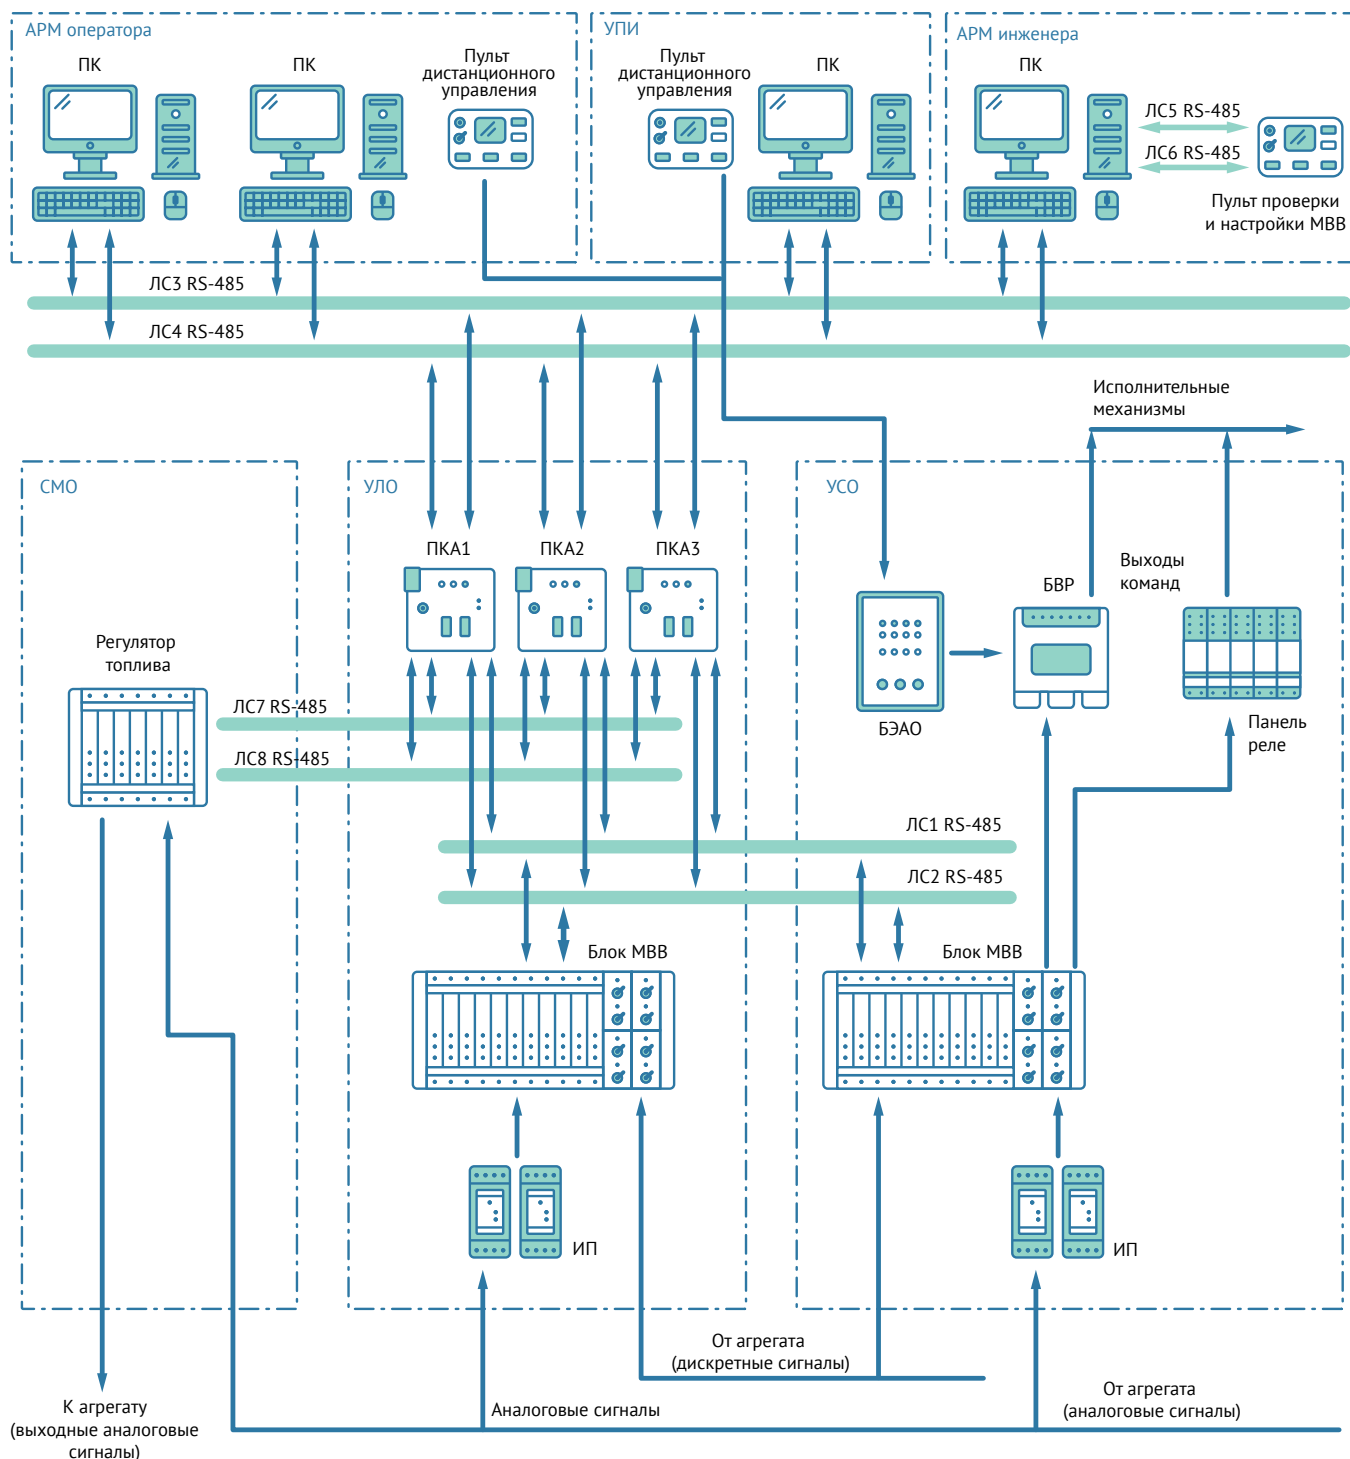 АРМ оператора
ПК
ПК
Пульт
дистанционного
управления
УПИ
Пульт
дистанционного
управления
ПК
АРМ инженера
ПК
ЛС5 RS-485
ЛС6 RS-485
Пульт проверки
и настройки МВВ
ЛС3 RS-485
ЛС4 RS-485
Исполнительные
механизмы
СМО
УЛО
УСО
ПКА1
ПКА2
ПКА3
Выходы
команд
БВР
Регулятор
топлива
ЛС7 RS-485
ЛС8 RS-485
БЭАО
Панель
реле
ЛС1 RS-485
ЛС2 RS-485
Блок МВВ
Блок МВВ
ИП
ИП
От агрегата
(дискретные сигналы)
К агрегату
(выходные аналоговые
сигналы)
Аналоговые сигналы
От агрегата
(аналоговые сигналы)